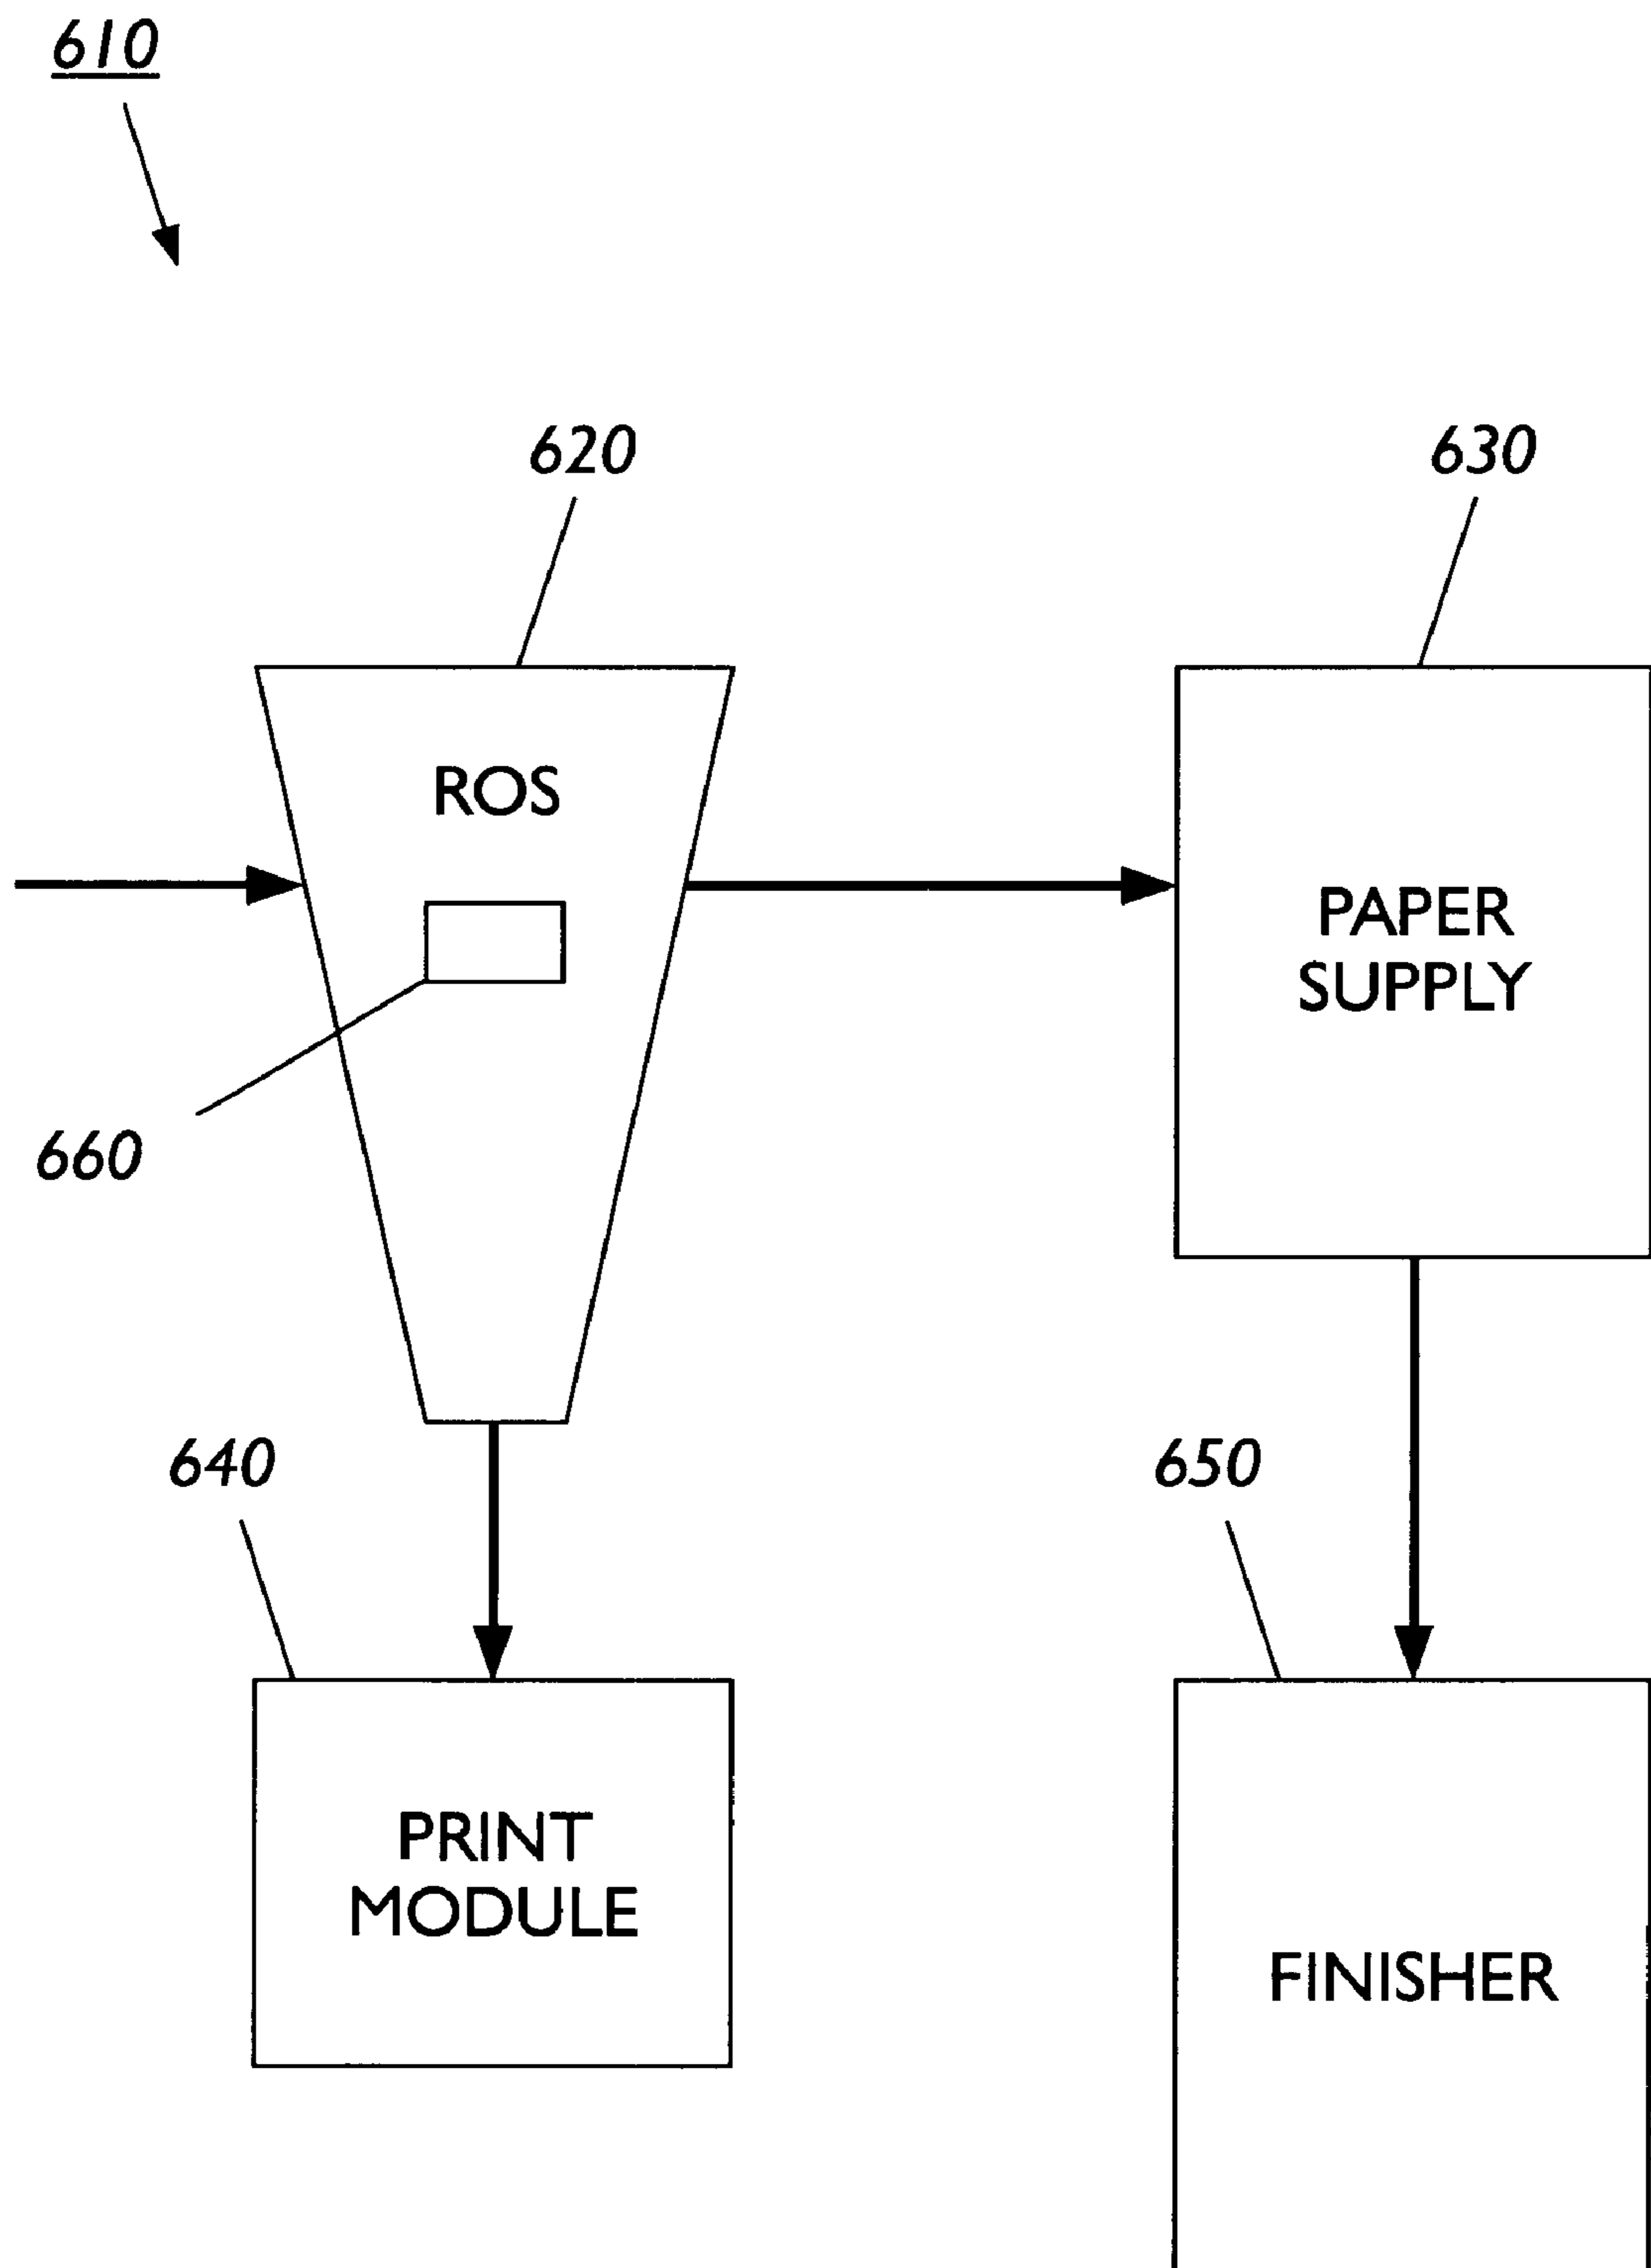 610
620
630
ROS
PAPER
SUPPLY
660
640
650
PRINT
MODULE
FINISHER